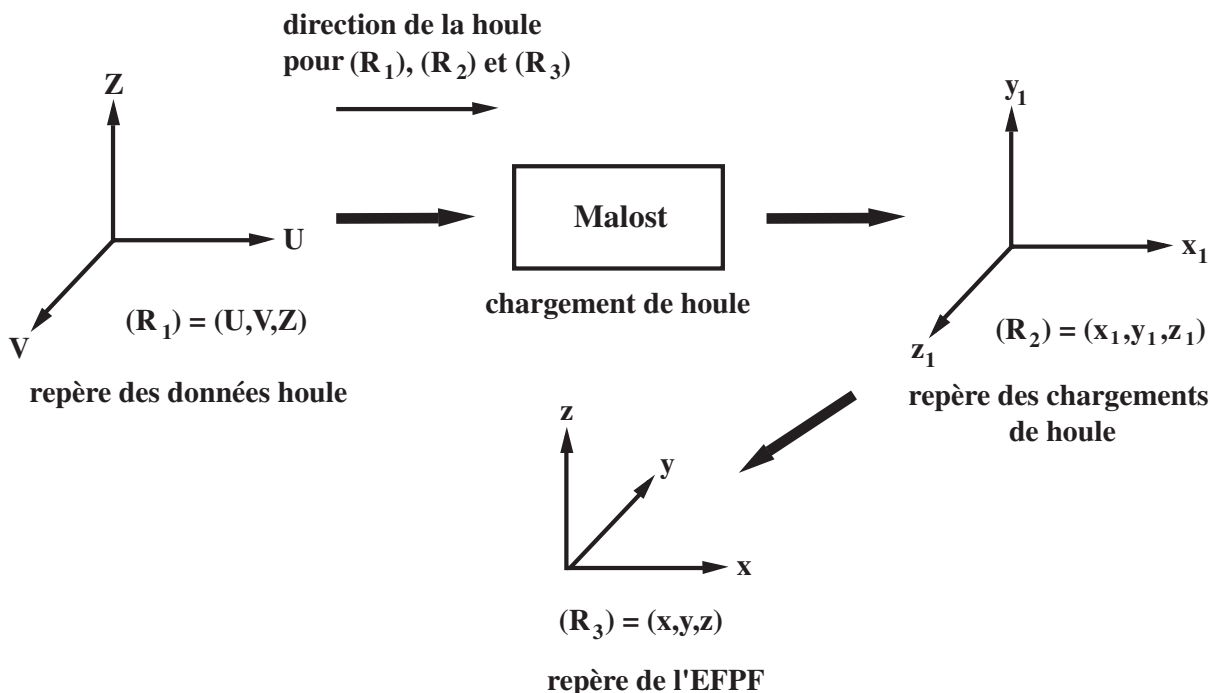 direction de la houle
pour (R₁), (R₂) et (R₃)
Z
U
V
(R₁) = (U,V,Z)
repère des données houle
Malost
chargement de houle
y₁
x₁
z₁
(R₂) = (x₁,y₁,z₁)
repère des chargements
de houle
z
y
x
(R₃) = (x,y,z)
repère de l'EFPF